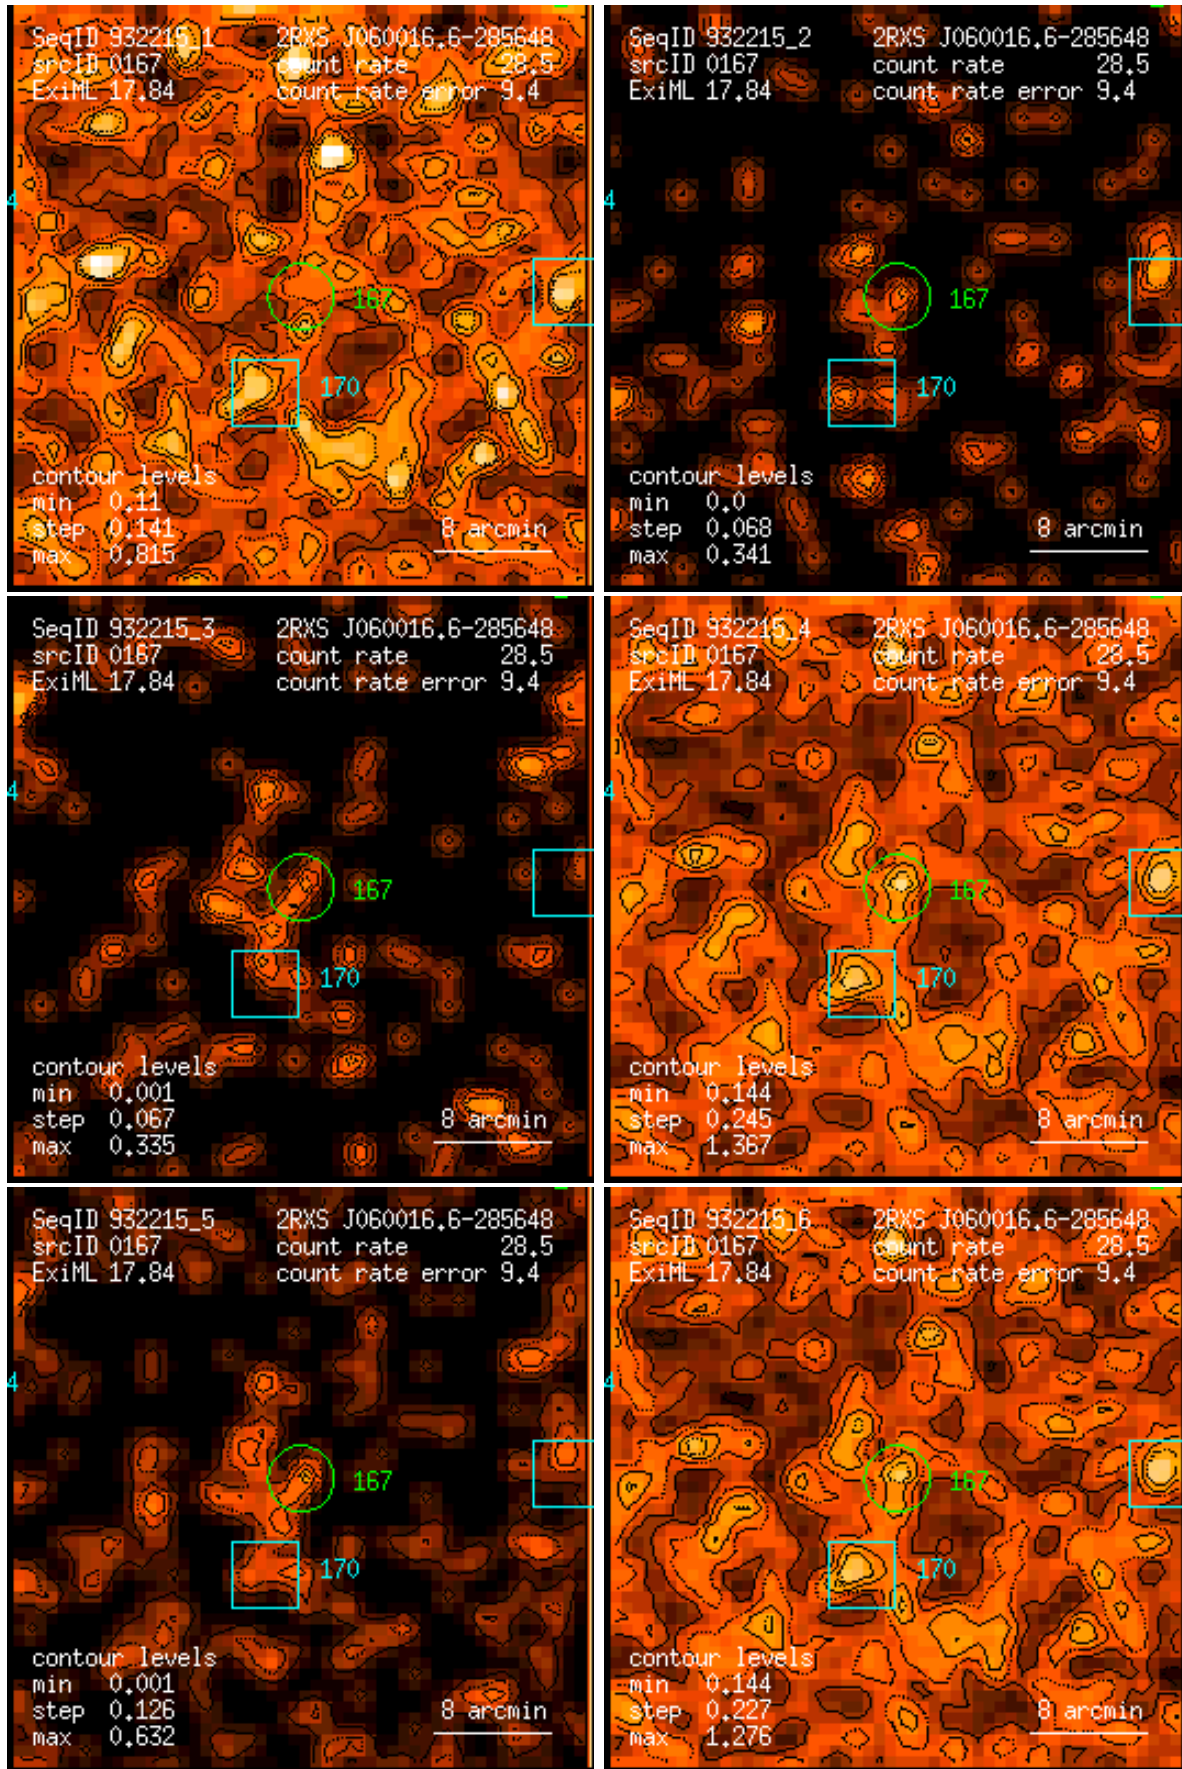 SeqID 932215_1 2RXS J060016.6-285648
srcID 0167 count rate 28.5
ExiML 17.84 count rate error 9.4
4
167
170
contour levels
min 0.11
step 0.141 8 arcmin
max 0.815
SeqID 932215_2 2RXS J060016.6-285648
srcID 0167 count rate 28.5
ExiML 17.84 count rate error 9.4
4
167
170
contour levels
min 0.0
step 0.068 8 arcmin
max 0.341
SeqID 932215_3 2RXS J060016.6-285648
srcID 0167 count rate 28.5
ExiML 17.84 count rate error 9.4
4
167
170
contour levels
min 0.001
step 0.067 8 arcmin
max 0.335
SeqID 932215_4 2RXS J060016.6-285648
srcID 0167 count rate 28.5
ExiML 17.84 count rate error 9.4
4
167
170
contour levels
min 0.144
step 0.245 8 arcmin
max 1.367
SeqID 932215_5 2RXS J060016.6-285648
srcID 0167 count rate 28.5
ExiML 17.84 count rate error 9.4
4
167
170
contour levels
min 0.001
step 0.126 8 arcmin
max 0.632
SeqID 932215_6 2RXS J060016.6-285648
srcID 0167 count rate 28.5
ExiML 17.84 count rate error 9.4
4
167
170
contour levels
min 0.144
step 0.227 8 arcmin
max 1.276